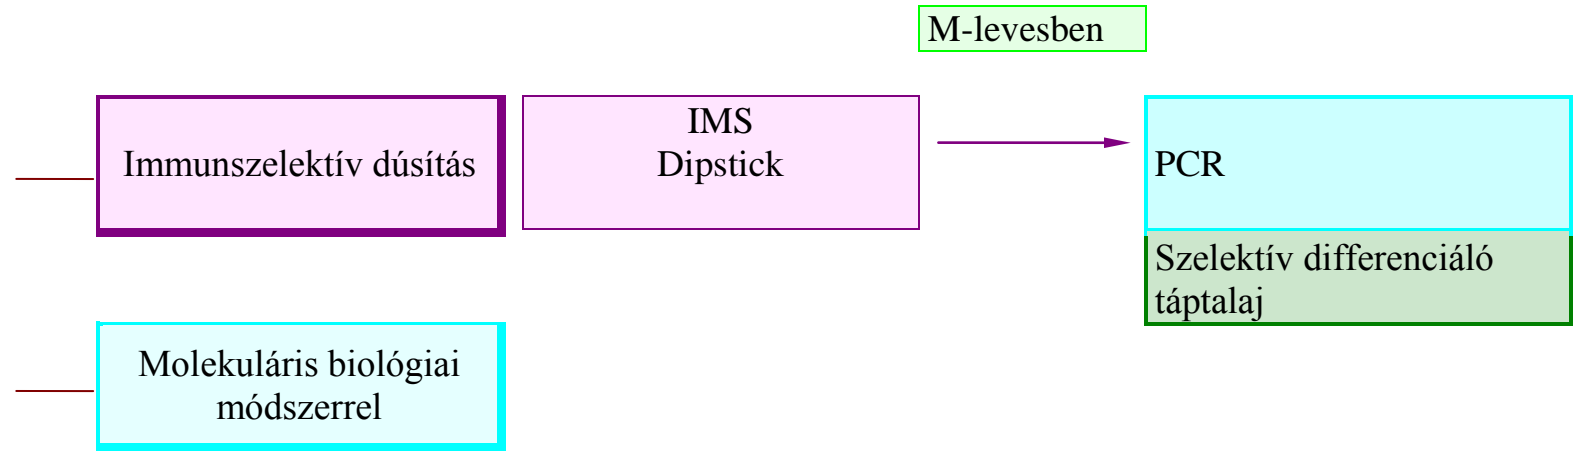 M-levesben
Immunszelektív dúsítás
IMS
Dipstick
PCR
Szelektív differenciáló
táptalaj
Molekuláris biológiai
módszerrel